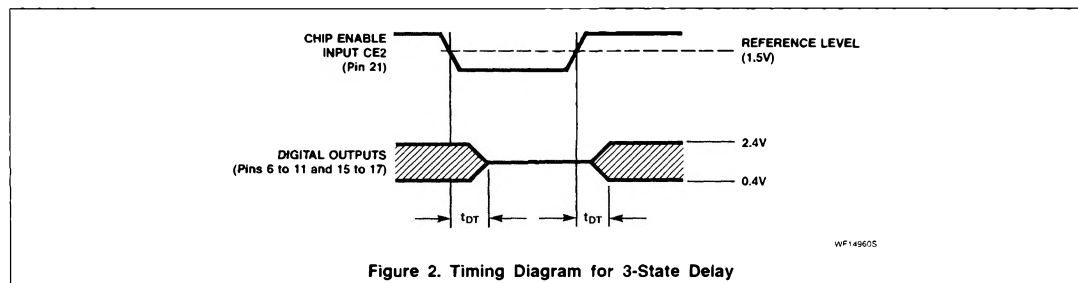 CHIP ENABLE
INPUT CE2
(Pin 21)
REFERENCE LEVEL
(1.5V)
DIGITAL OUTPUTS
(Pins 6 to 11 and 15 to 17)
2.4V
0.4V
tDT
tDT
WF14960S
Figure 2. Timing Diagram for 3-State Delay